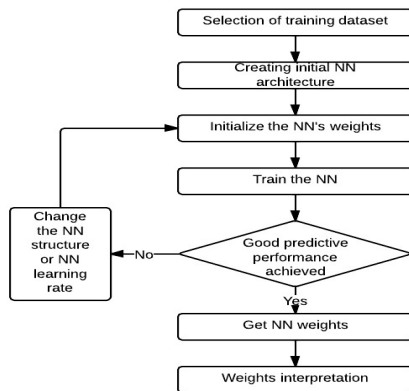 Selection of training dataset
Creating initial NN
architecture
Initialize the NN's weights
Train the NN
Change
the NN
structure
or NN
learning
rate
No
Good predictive
performance
achieved
Yes
Get NN weights
Weights interpretation